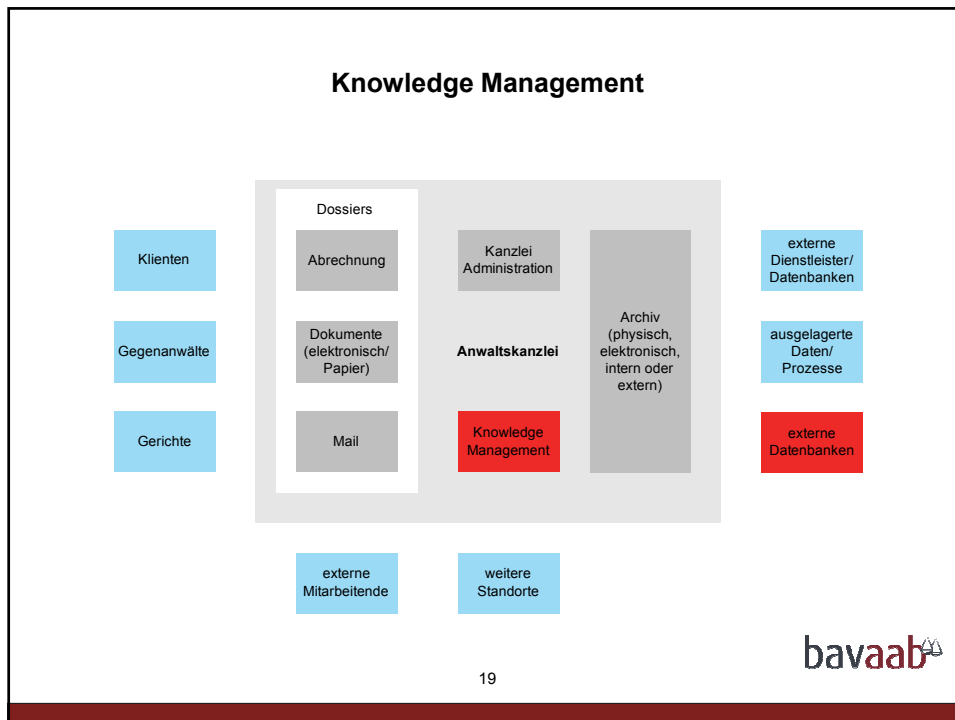 Knowledge Management
Dossiers
Klienten
Abrechnung
Kanzlei
Administration
externe
Dienstleister/
Datenbanken
Gegenanwälte
Dokumente
(elektronisch/
Papier)
Anwaltskanzlei
Archiv
(physisch,
elektronisch,
intern oder
extern)
ausgelagerte
Daten/
Prozesse
Gerichte
Mail
Knowledge
Management
externe
Datenbanken
externe
Mitarbeitende
weitere
Standorte
bavaab
19